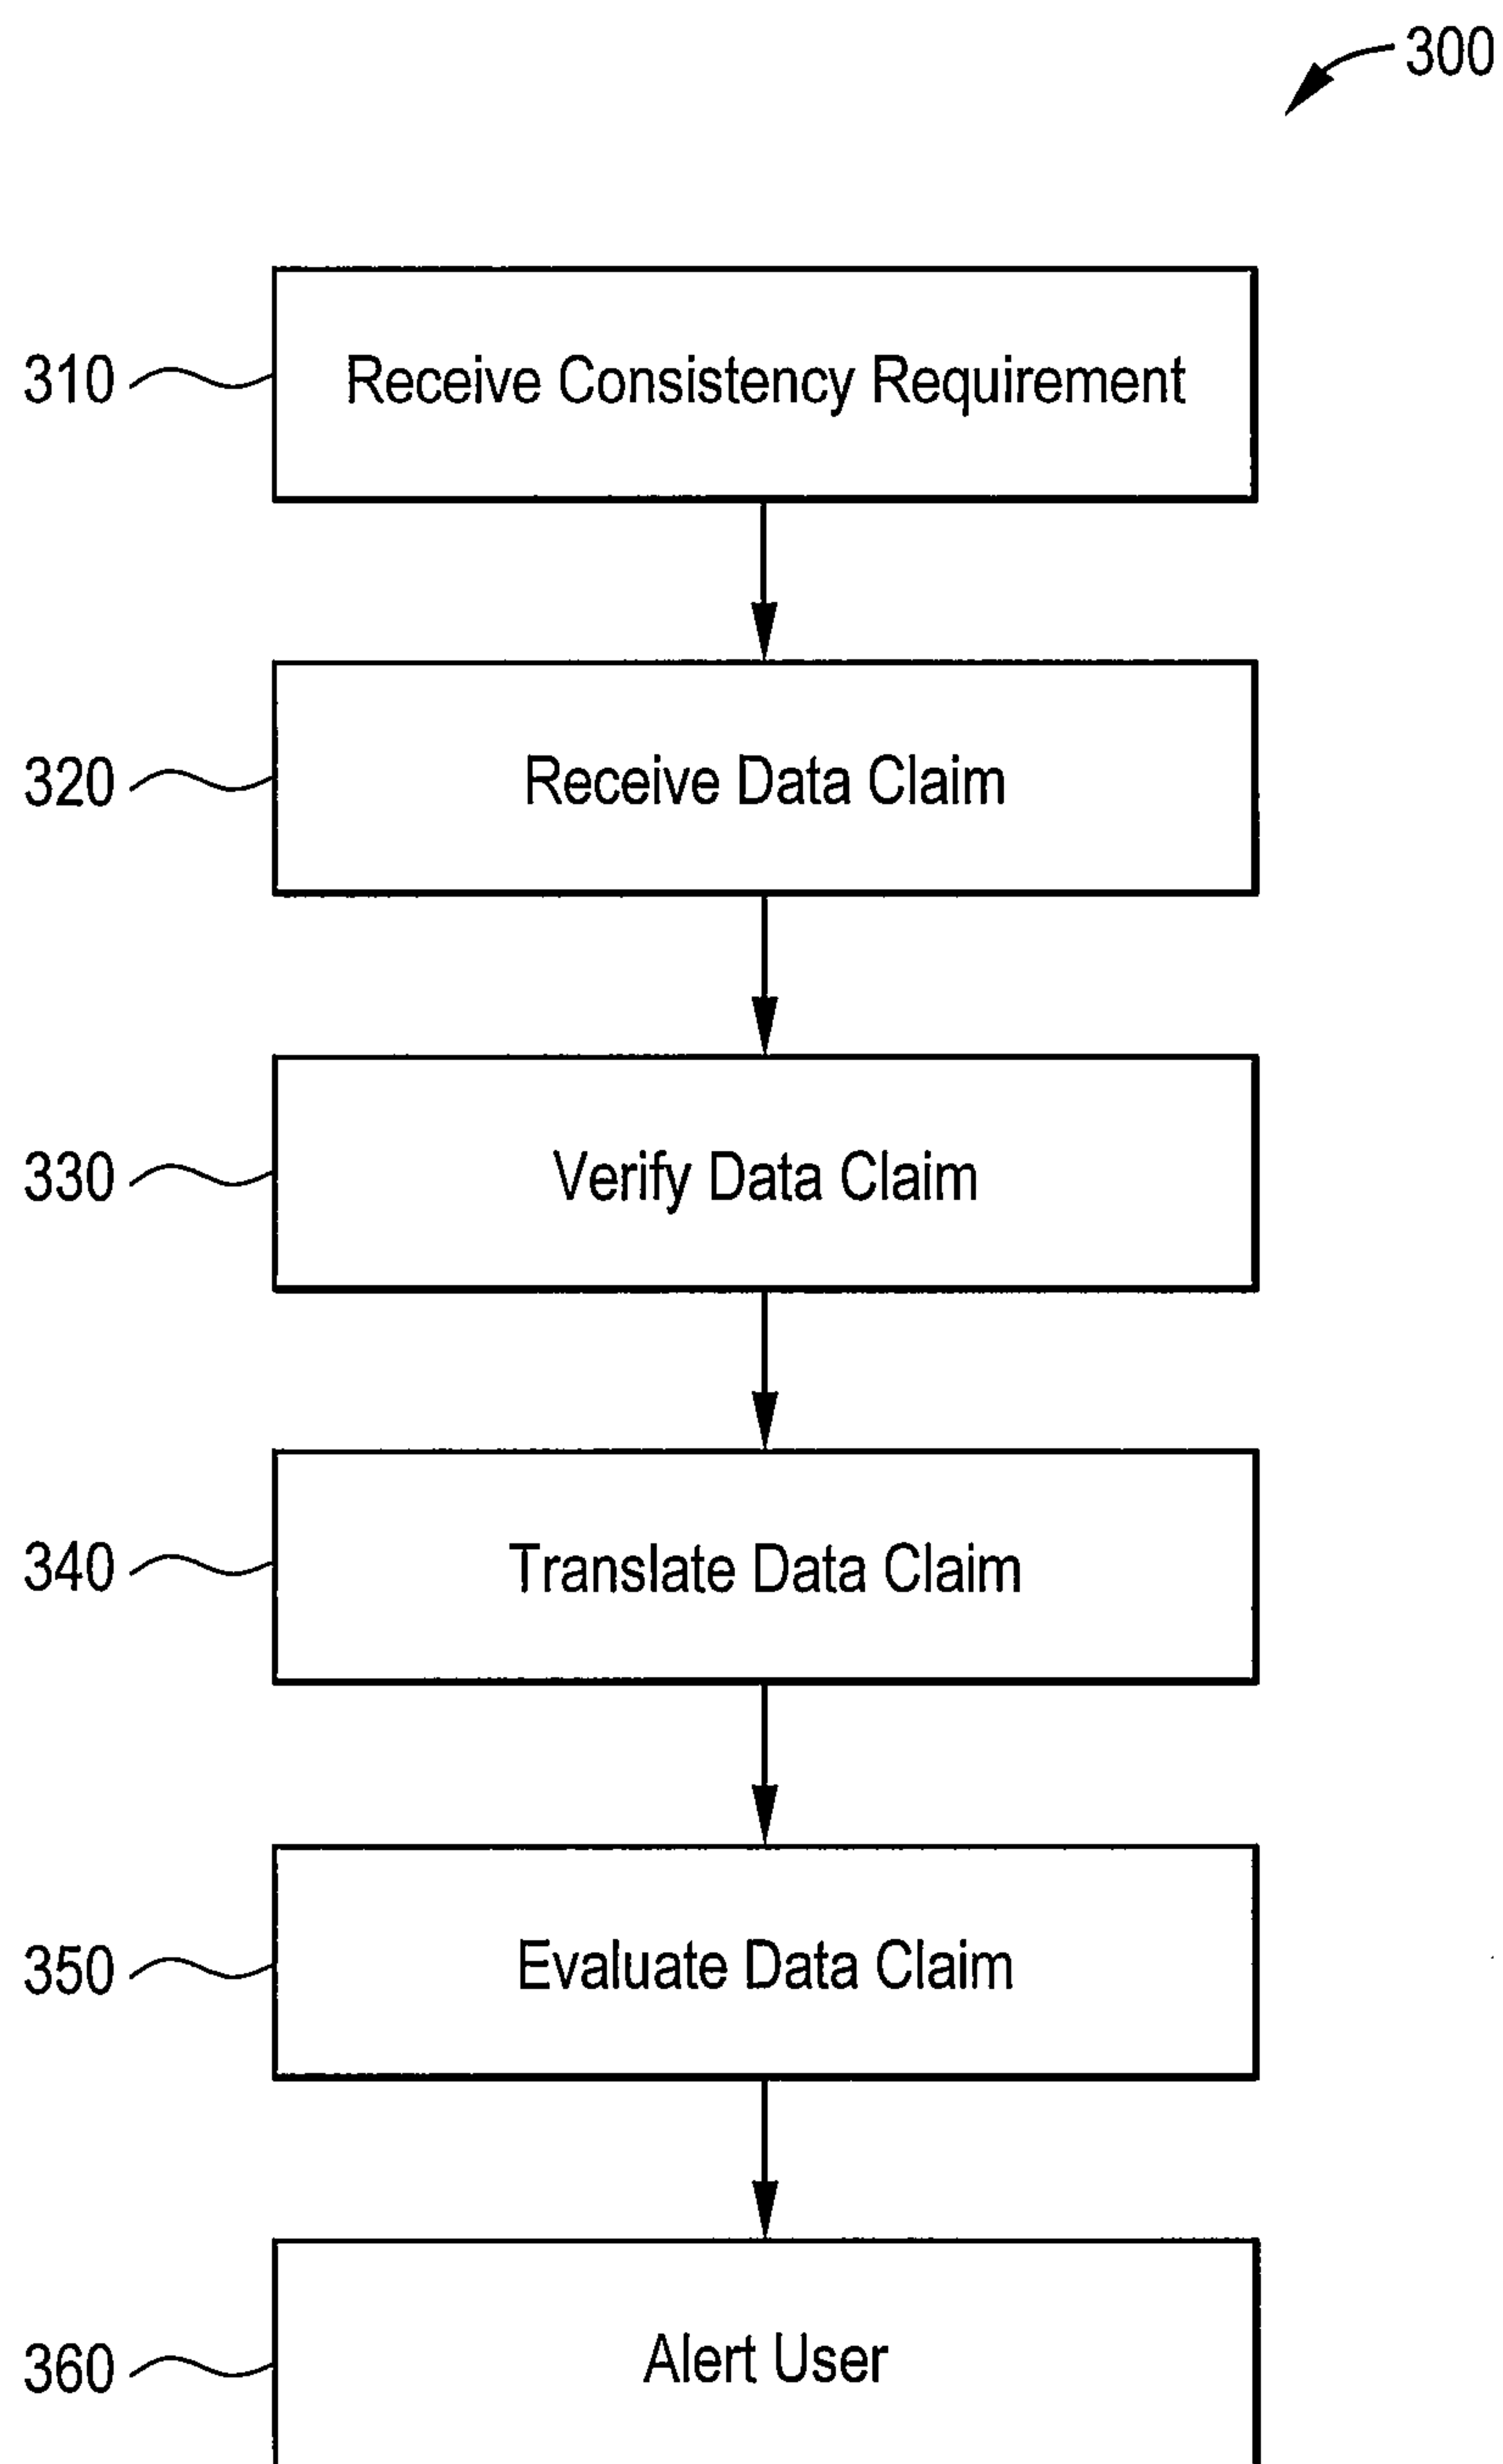 300
310 Receive Consistency Requirement
320 Receive Data Claim
330 Verify Data Claim
340 Translate Data Claim
350 Evaluate Data Claim
360 Alert User